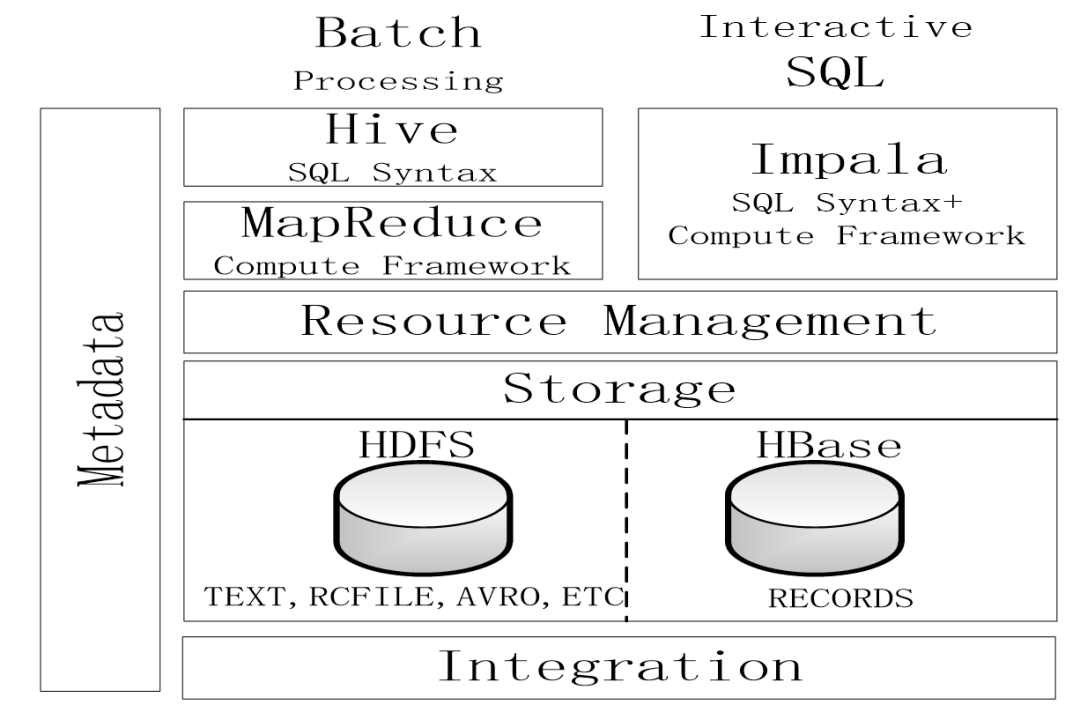 Batch
Processing
Interactive
SQL
Metadata
Hive
SQL Syntax
MapReduce
Compute Framework
Impala
SQL Syntax+
Compute Framework
Resource Management
Storage
HDFS
TEXT, RCFILE, AVRO, ETC
HBase
RECORDS
Integration